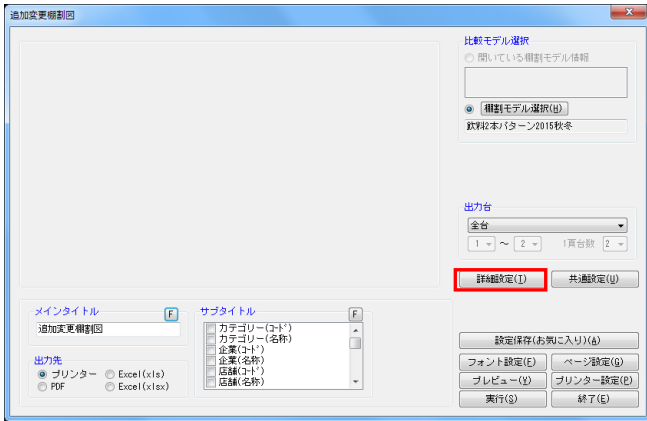 追加変更棚割図
比較モデル選択
開いている棚割モデル情報
棚割モデル選択(H)
飲料2本パターン2015秋冬
出力台
全台
1 ～ 2 1頁台数 2
詳細設定(I) 共通設定(U)
メインタイトル F
追加変更棚割図
出力先
プリンター Excel(xls)
PDF Excel(xlsx)
サブタイトル F
カテゴリー(コード)
カテゴリー(名称)
企業(コード)
企業(名称)
店舗(コード)
店舗(名称)
設定保存(お気に入り)(A)
フォント設定(F) ページ設定(G)
プレビュー(Y) プリンター設定(P)
実行(S) 終了(E)